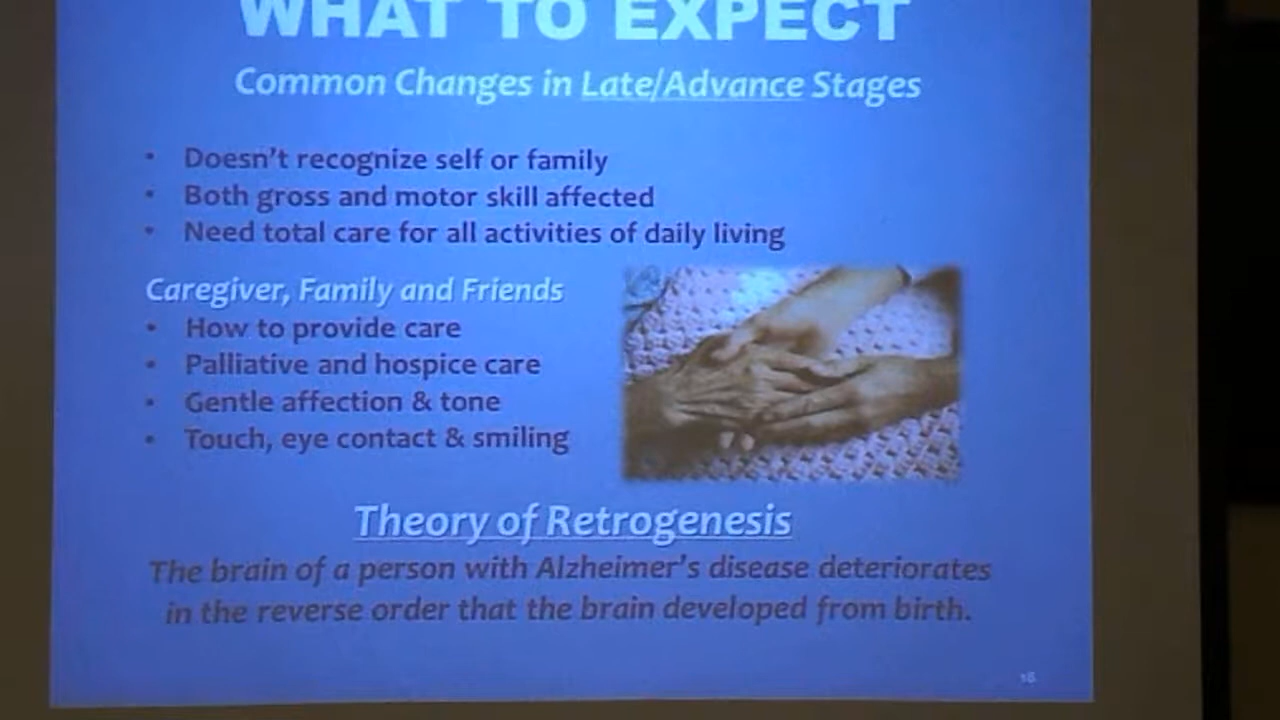 WHAT TO EXPECT
Common Changes in Late/Advance Stages
• Doesn't recognize self or family
• Both gross and motor skill affected
• Need total care for all activities of daily living
Caregiver, Family and Friends
• How to provide care
• Palliative and hospice care
• Gentle affection & tone
• Touch, eye contact & smiling
Theory of Retrogenesis
The brain of a person with Alzheimer's disease deteriorates
in the reverse order that the brain developed from birth.